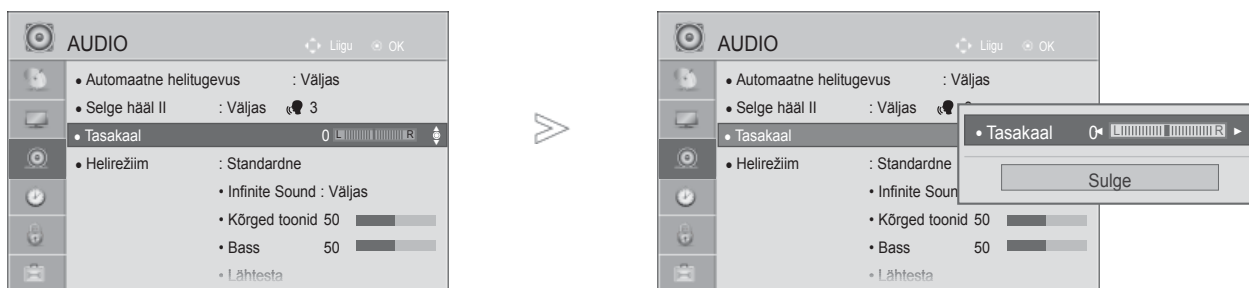 AUDIO Liigu OK
• Automaatne helitugevus : Väljas
• Selge hääl II : Väljas 3
• Tasakaal 0 L R
• Helirežiim : Standardne
• Infinite Sound : Väljas
• Kõrged toonid 50
• Bass 50
• Lähtesta
AUDIO Liigu OK
• Automaatne helitugevus : Väljas
• Selge hääl II : Väljas
• Tasakaal
• Helirežiim : Standardne
• Infinite Soun
• Kõrged toonid 50
• Bass 50
• Lähtesta
• Tasakaal 0 L R
Sulge